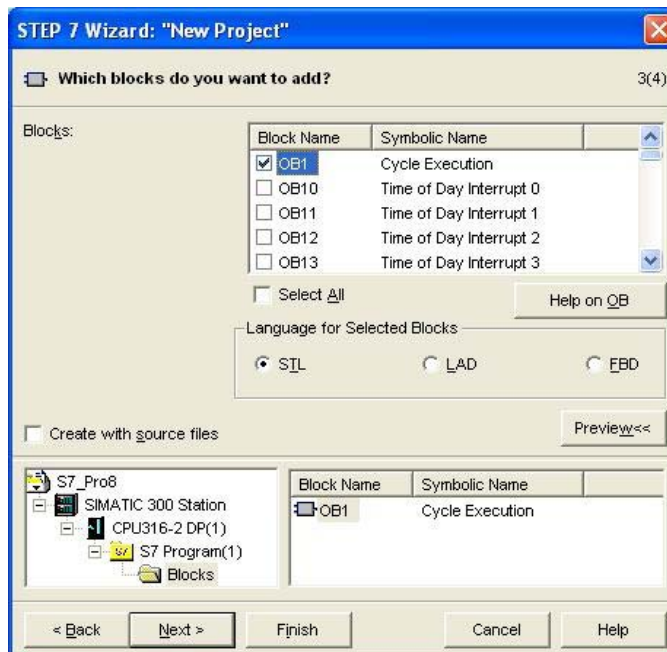 STEP 7 Wizard: "New Project"
Which blocks do you want to add? 3(4)
Blocks:
Block Name Symbolic Name
OB1 Cycle Execution
OB10 Time of Day Interrupt 0
OB11 Time of Day Interrupt 1
OB12 Time of Day Interrupt 2
OB13 Time of Day Interrupt 3
Select All
Help on OB
Language for Selected Blocks
STL LAD FBD
Create with source files
Preview<<
S7_Pro8
SIMATIC 300 Station
CPU316-2 DP(1)
S7 Program(1)
Blocks
Block Name Symbolic Name
OB1 Cycle Execution
< Back Next > Finish Cancel Help